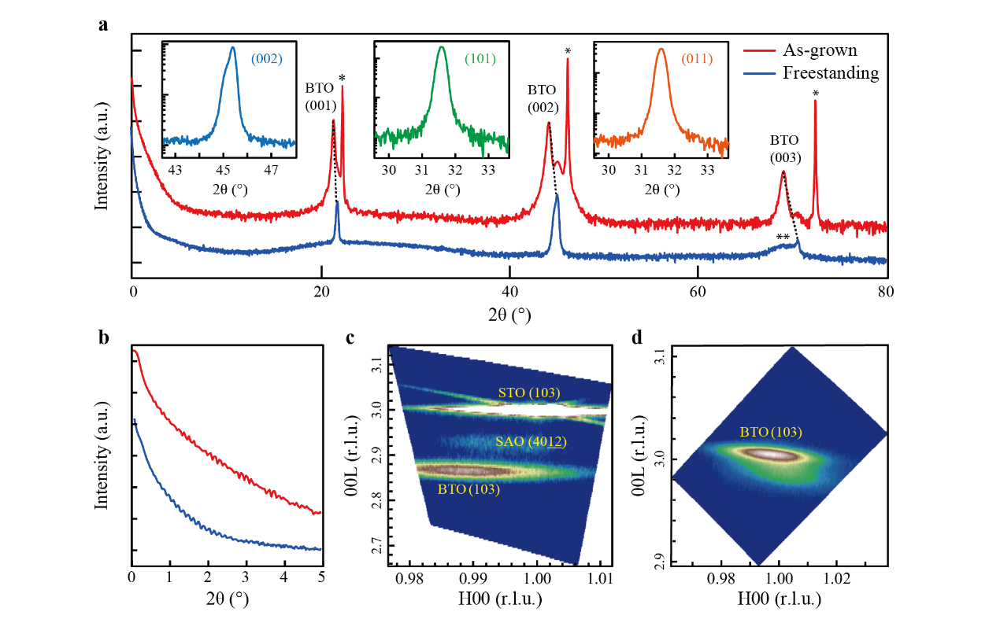 a
Intensity (a.u.)
(002)
43 45 47
2θ (°)
BTO
(001)
*
(101)
30 31 32 33
2θ (°)
BTO
(002)
*
(011)
30 31 32 33
2θ (°)
As-grown
Freestanding
*
BTO
(003)
**
0 20 40 60 80
2θ (°)
b
Intensity (a.u.)
0 1 2 3 4 5
2θ (°)
c
00L (r.l.u.)
3.1
3.0
2.9
2.8
2.7
STO (103)
SAO (4012)
BTO (103)
0.98 0.99 1.00 1.01
H00 (r.l.u.)
d
00L (r.l.u.)
3.1
3.0
2.9
BTO (103)
0.98 1.00 1.02
H00 (r.l.u.)